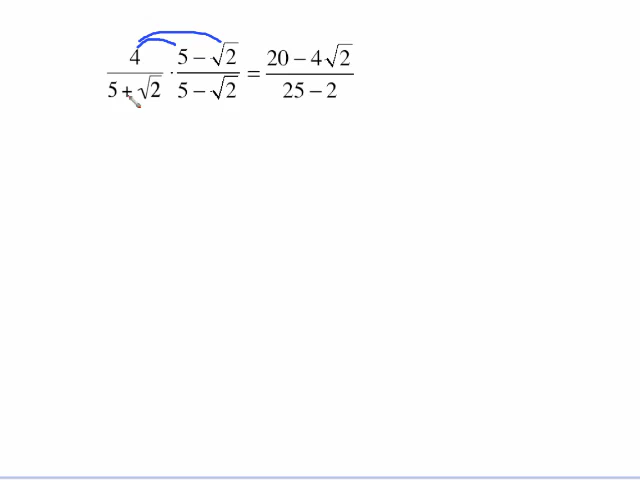 4/(5 + √2) · (5 − √2)/(5 − √2) = (20 − 4√2)/(25 − 2)